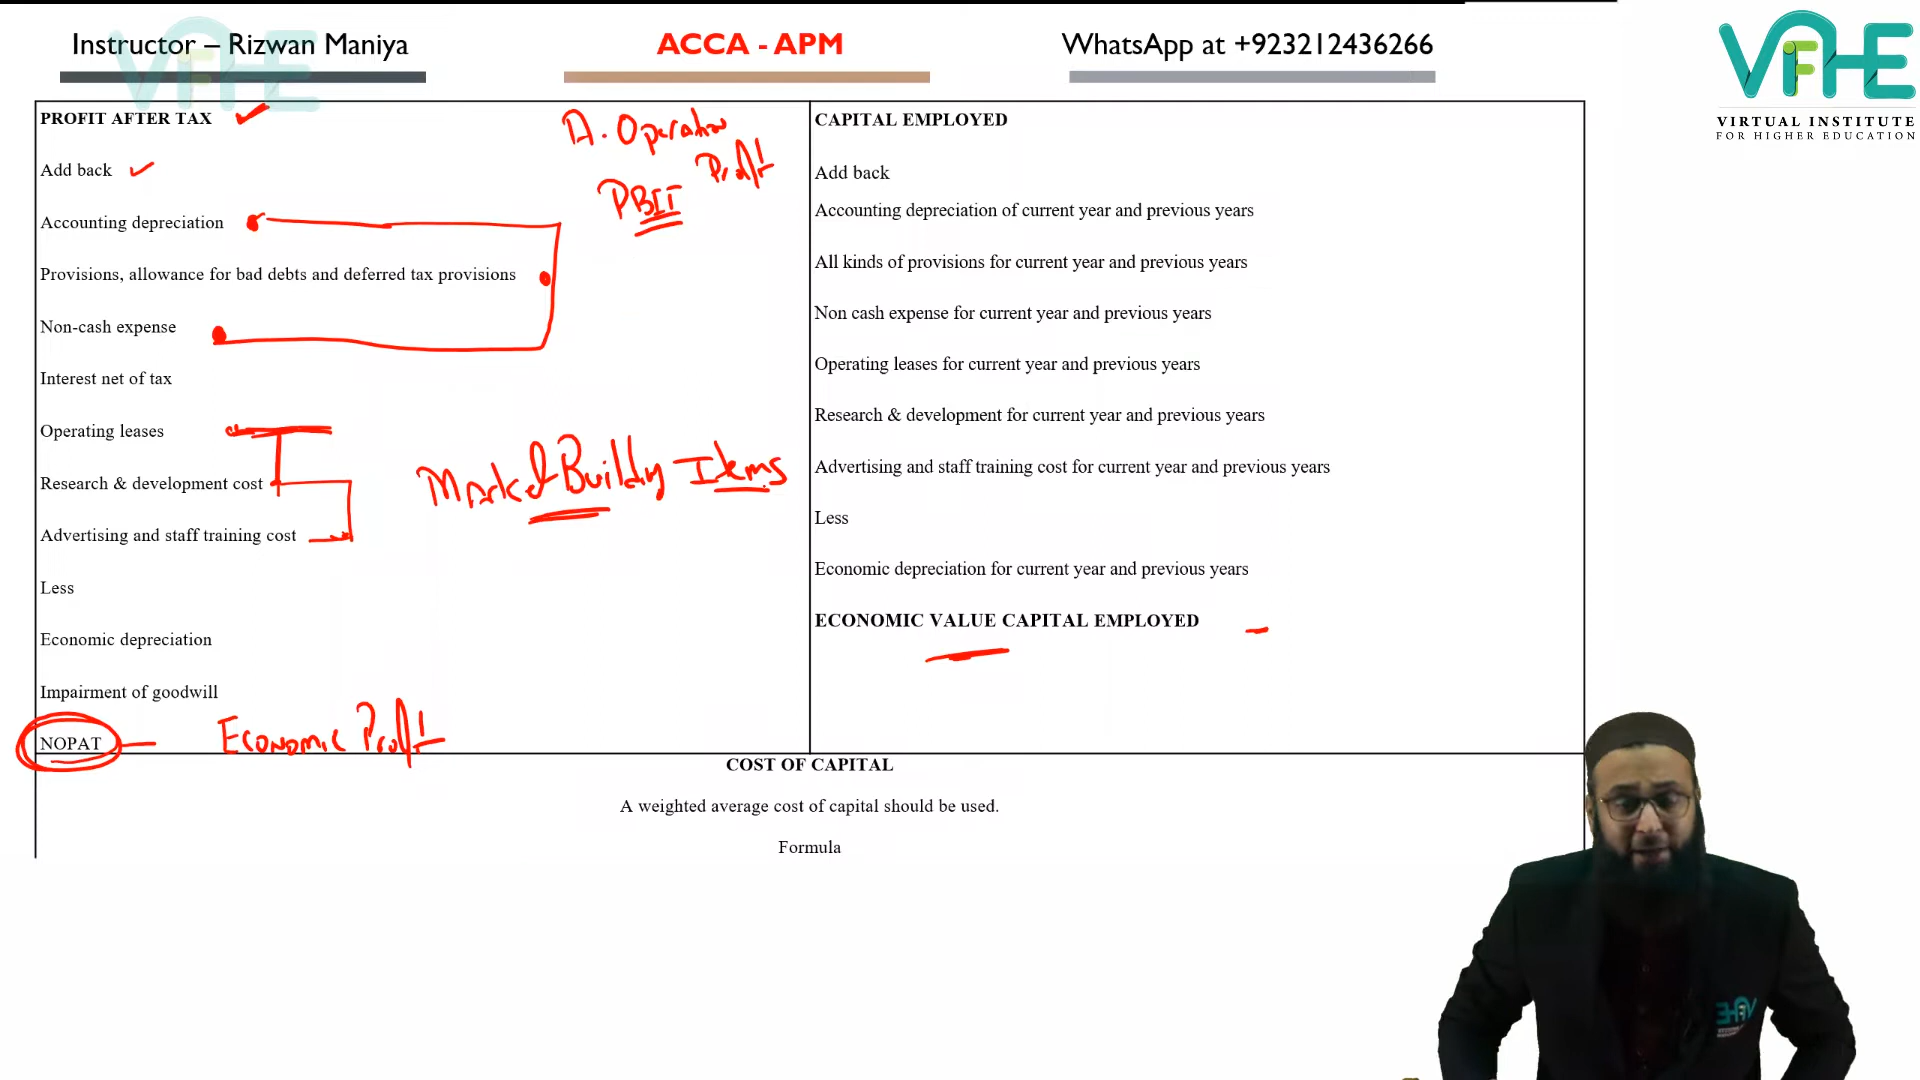 Instructor – Rizwan Maniya
ACCA - APM
WhatsApp at +923212436266
VIFHE
VIRTUAL INSTITUTE
FOR HIGHER EDUCATION
PROFIT AFTER TAX
Add back
Accounting depreciation
Provisions, allowance for bad debts and deferred tax provisions
Non-cash expense
Interest net of tax
Operating leases
Research & development cost
Advertising and staff training cost
Less
Economic depreciation
Impairment of goodwill
NOPAT
Economic Profit
Operating
Profit
PBIT
Market Building Items
CAPITAL EMPLOYED
Add back
Accounting depreciation of current year and previous years
All kinds of provisions for current year and previous years
Non cash expense for current year and previous years
Operating leases for current year and previous years
Research & development for current year and previous years
Advertising and staff training cost for current year and previous years
Less
Economic depreciation for current year and previous years
ECONOMIC VALUE CAPITAL EMPLOYED
COST OF CAPITAL
A weighted average cost of capital should be used.
Formula